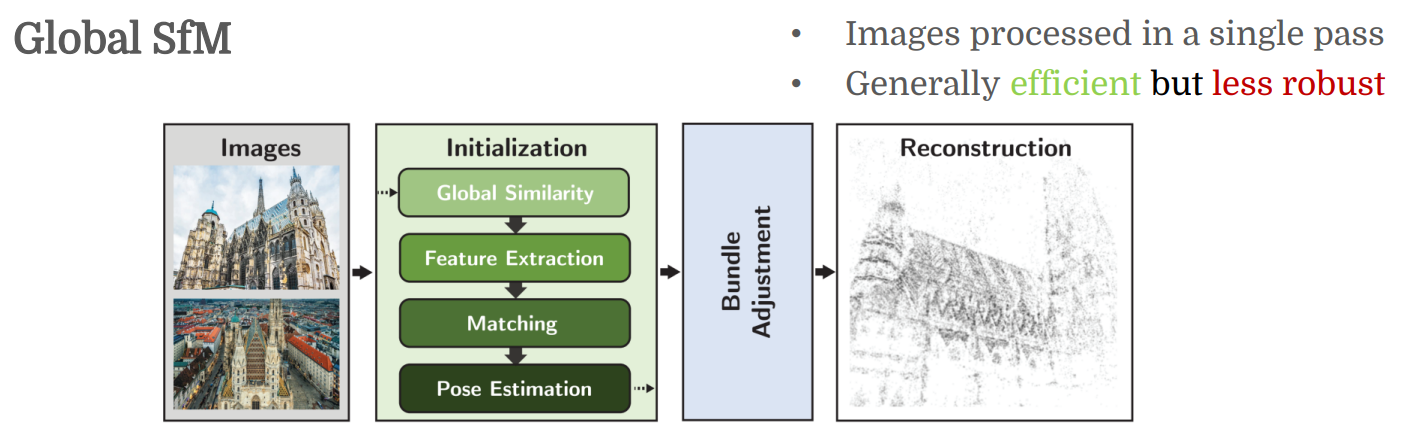 Global SfM
• Images processed in a single pass
• Generally efficient but less robust
Images
Initialization
Global Similarity
Feature Extraction
Matching
Pose Estimation
Bundle
Adjustment
Reconstruction